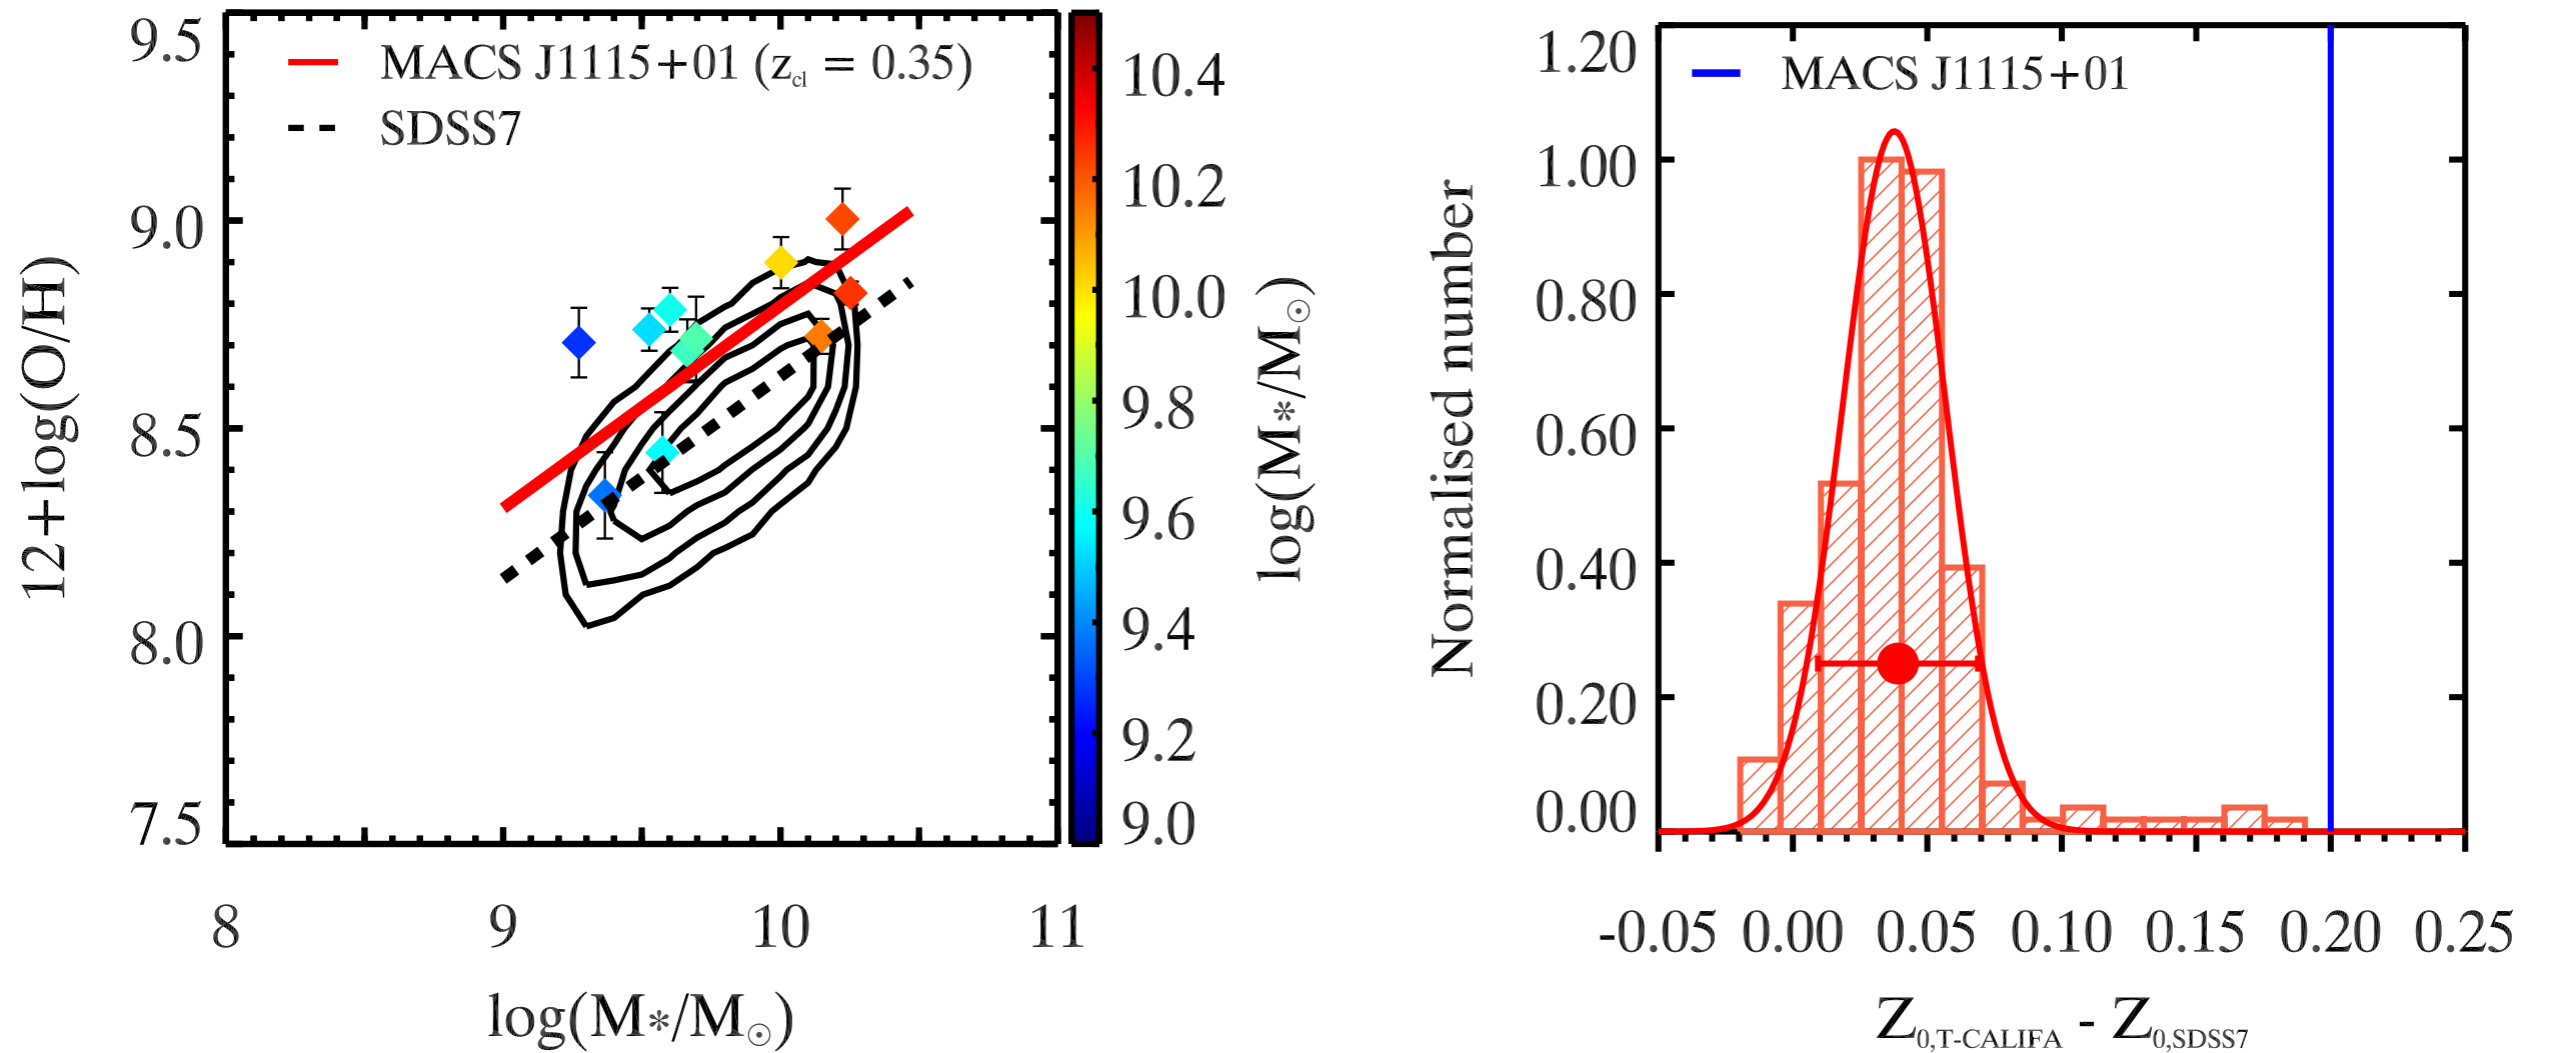 MACS J1115+01 (z_cl = 0.35)
SDSS7
9.5
9.0
8.5
8.0
7.5
12+log(O/H)
8 9 10 11
log(M*/M☉)
10.4
10.2
10.0
9.8
9.6
9.4
9.2
9.0
log(M*/M☉)
MACS J1115+01
1.20
1.00
0.80
0.60
0.40
0.20
0.00
Normalised number
-0.05 0.00 0.05 0.10 0.15 0.20 0.25
Z_0,T-CALIFA - Z_0,SDSS7